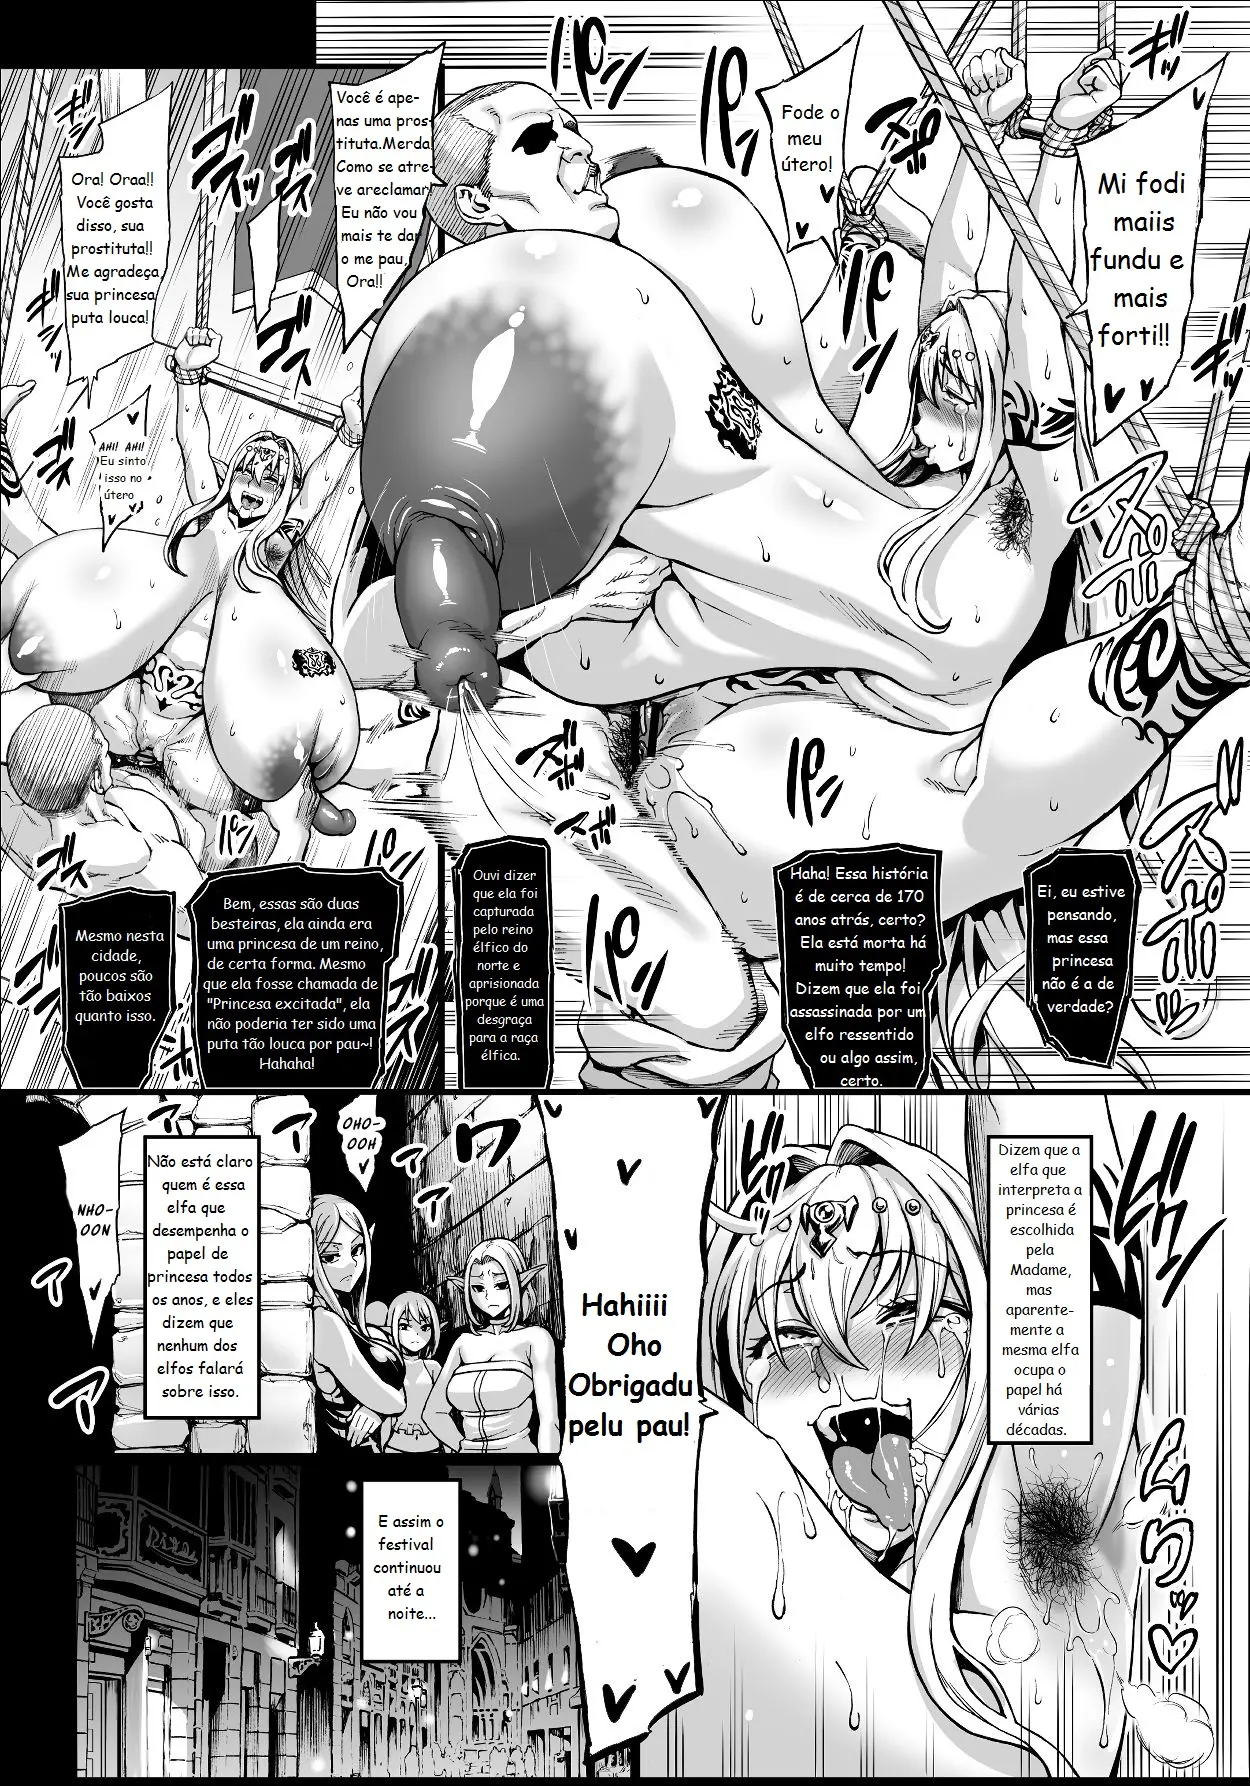 Mi fodi
maiis
fundu e
mais
forti!!
Fode o
meu
útero!
Você é ape-
nas uma pros-
tituta.Merda
Como se atre-
ve areclamar
Eu não vou
mais te dar
o me pau,
Ora!!
Ora! Oraa!!
Você gosta
disso, sua
prostituta!!
Me agradeça,
sua princesa
puta louca!
AHI! AHI!
Eu sinto
isso no
útero
Ei, eu estive
pensando,
mas essa
princesa
não é a de
verdade?
Haha! Essa história
é de cerca de 170
anos atrás, certo?
Ela está morta há
muito tempo!
Dizem que ela foi
assassinada por um
elfo ressentido
ou algo assim,
certo.
Ouvi dizer
que ela foi
capturada
pelo reino
élfico do
norte e
aprisionada
porque é uma
desgraça
para a raça
élfica.
Bem, essas são duas
besteiras, ela ainda era
uma princesa de um reino,
de certa forma. Mesmo
que ela fosse chamada de
"Princesa excitada", ela
não poderia ter sido uma
puta tão louca por pau~!
Hahaha!
Mesmo nesta
cidade,
poucos são
tão baixos
quanto isso.
Dizem que a
elfa que
interpreta a
princesa é
escolhida
pela
Madame,
mas
aparente-
mente a
mesma elfa
ocupa o
papel há
várias
décadas.
Hahiiii
Oho
Obrigadu
pelu pau!
OHO-
OOH
Não está claro
quem é essa
elfa que
desempenha o
papel de
princesa todos
os anos, e eles
dizem que
nenhum dos
elfos falará
sobre isso.
NHO-
OON
E assim o
festival
continuou
até a
noite...